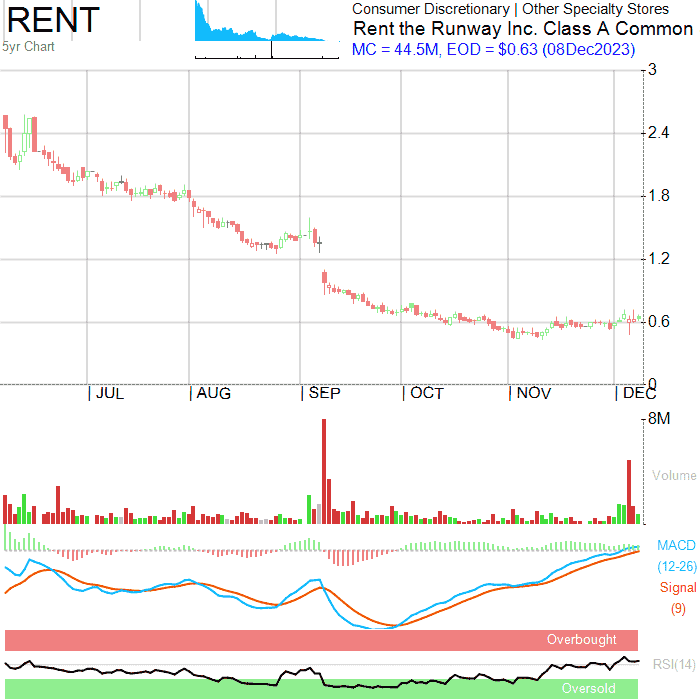 RENT
5yr Chart
Consumer Discretionary | Other Specialty Stores
Rent the Runway Inc. Class A Common
MC = 44.5M, EOD = $0.63 (08Dec2023)
3
2.4
1.8
1.2
0.6
0
| JUL | AUG | SEP | OCT | NOV | DEC
8M
Volume
MACD
(12-26)
Signal
(9)
Overbought
RSI(14)
Oversold